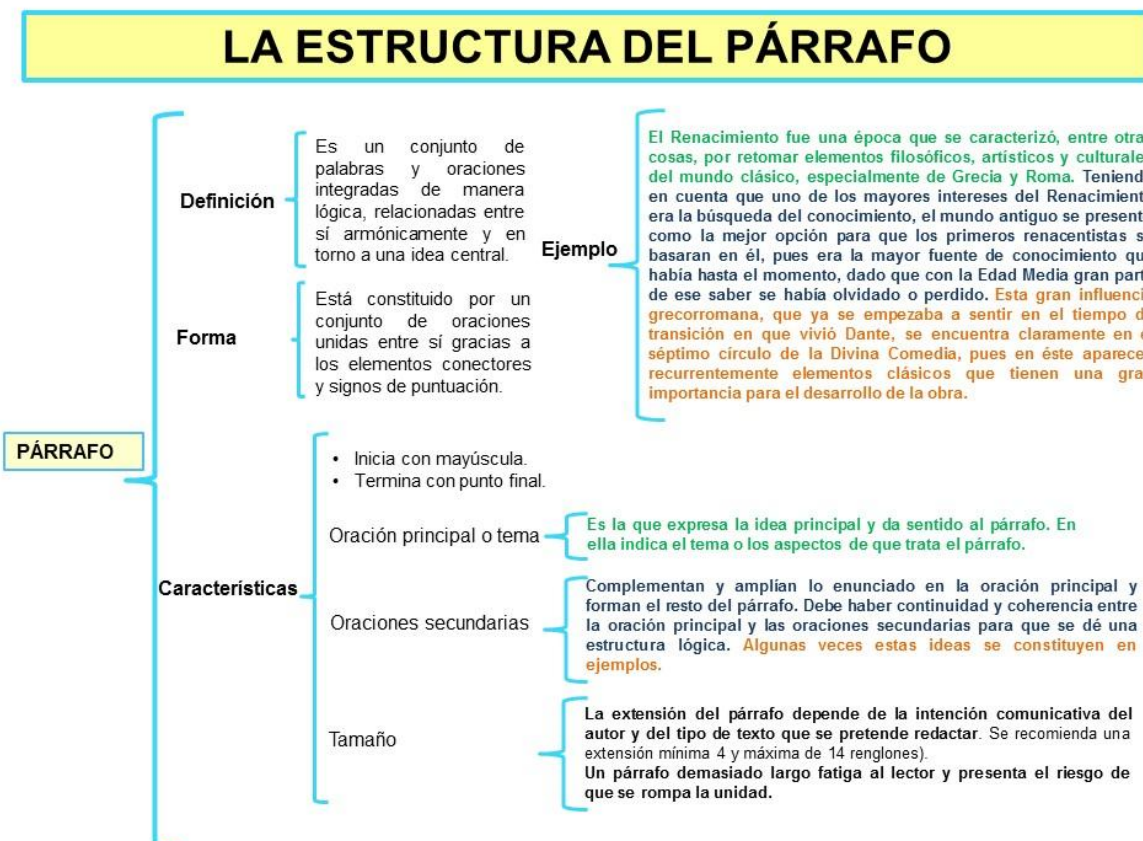 LA ESTRUCTURA DEL PÁRRAFO
PÁRRAFO
Definición
Es un conjunto de
palabras y oraciones
integradas de manera
lógica, relacionadas entre
sí armónicamente y en
torno a una idea central.
Forma
Está constituido por un
conjunto de oraciones
unidas entre sí gracias a
los elementos conectores
y signos de puntuación.
Ejemplo
El Renacimiento fue una época que se caracterizó, entre otra
cosas, por retomar elementos filosóficos, artísticos y culturale
del mundo clásico, especialmente de Grecia y Roma. Teniend
en cuenta que uno de los mayores intereses del Renacimient
era la búsqueda del conocimiento, el mundo antiguo se present
como la mejor opción para que los primeros renacentistas s
basaran en él, pues era la mayor fuente de conocimiento qu
había hasta el momento, dado que con la Edad Media gran part
de ese saber se había olvidado o perdido. Esta gran influenci
grecorromana, que ya se empezaba a sentir en el tiempo d
transición en que vivió Dante, se encuentra claramente en e
séptimo círculo de la Divina Comedia, pues en éste aparece
recurrentemente elementos clásicos que tienen una gra
importancia para el desarrollo de la obra.
Características
• Inicia con mayúscula.
• Termina con punto final.
Oración principal o tema
Es la que expresa la idea principal y da sentido al párrafo. En
ella indica el tema o los aspectos de que trata el párrafo.
Oraciones secundarias
Complementan y amplían lo enunciado en la oración principal y
forman el resto del párrafo. Debe haber continuidad y coherencia entre
la oración principal y las oraciones secundarias para que se dé una
estructura lógica. Algunas veces estas ideas se constituyen en
ejemplos.
Tamaño
La extensión del párrafo depende de la intención comunicativa del
autor y del tipo de texto que se pretende redactar. Se recomienda una
extensión mínima 4 y máxima de 14 renglones).
Un párrafo demasiado largo fatiga al lector y presenta el riesgo de
que se rompa la unidad.